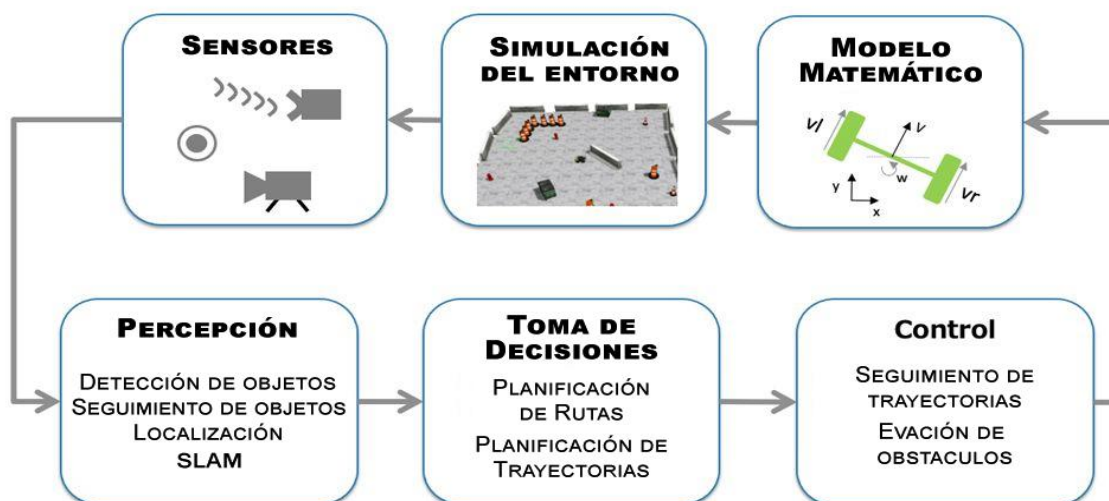 SENSORES
SIMULACIÓN
DEL ENTORNO
MODELO
MATEMÁTICO
vl
v
w
vr
y
x
PERCEPCIÓN
DETECCIÓN DE OBJETOS
SEGUIMIENTO DE OBJETOS
LOCALIZACIÓN
SLAM
TOMA DE
DECISIONES
PLANIFICACIÓN
DE RUTAS
PLANIFICACIÓN DE
TRAYECTORIAS
Control
SEGUIMIENTO DE
TRAYECTORIAS
EVACIÓN DE
OBSTACULOS